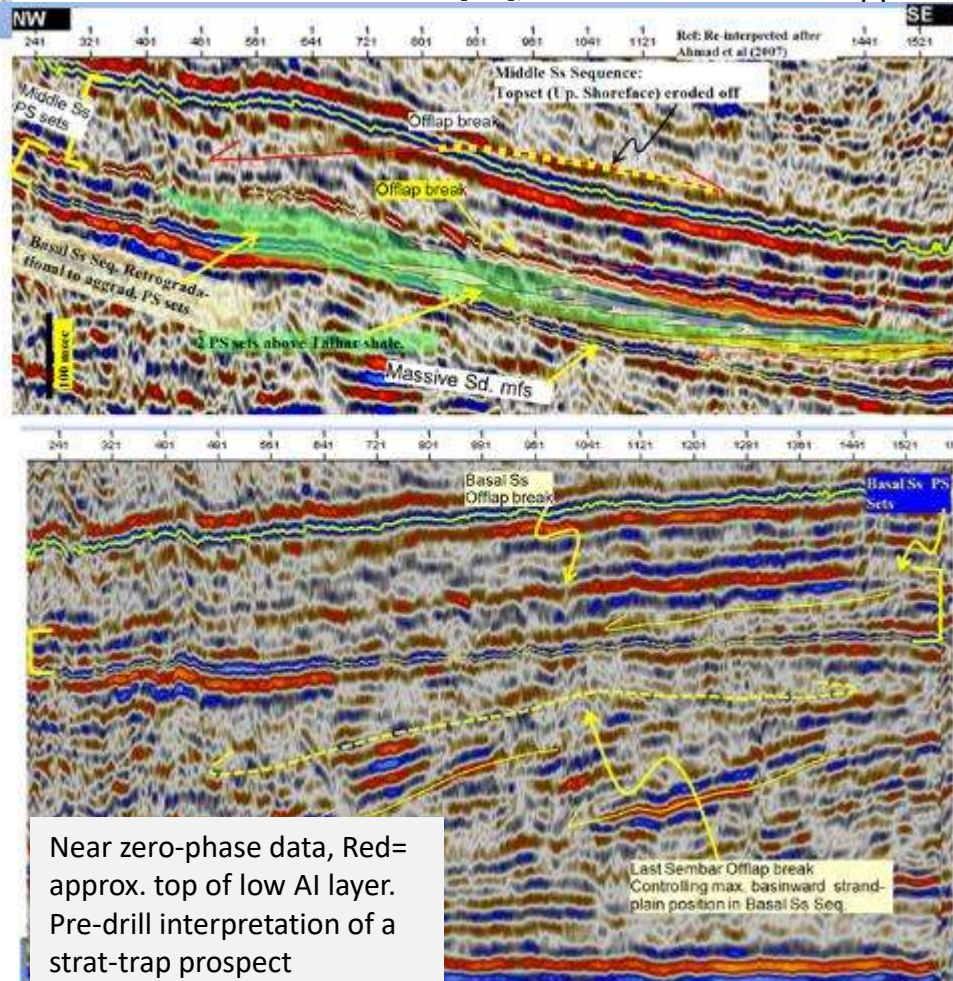 NW
SE
241 321 401 481 561 641 721 801 881 961 1041 1121 1441 1521
Ref: Re-interpreted after
Ahmad et al (2007)
Middle Ss Sequence:
Topset (Up. Shoreface) eroded off
Middle Ss
PS sets
Offlap break
Offlap break
Basal Ss Seq. Retrograda-
tional to aggrad. PS sets
2 PS sets above Talhar shale.
Massive Sd. mfs
100 msec
241 321 401 481 561 641 721 801 881 961 1041 1121 1201 1281 1361 1441 1521
Basal Ss
Offlap break
Basal Ss PS
Sets
Last Sembar Offlap break
Controlling max. basinward strand-
plain position in Basal Ss Seq.
Near zero-phase data, Red=
approx. top of low AI layer.
Pre-drill interpretation of a
strat-trap prospect